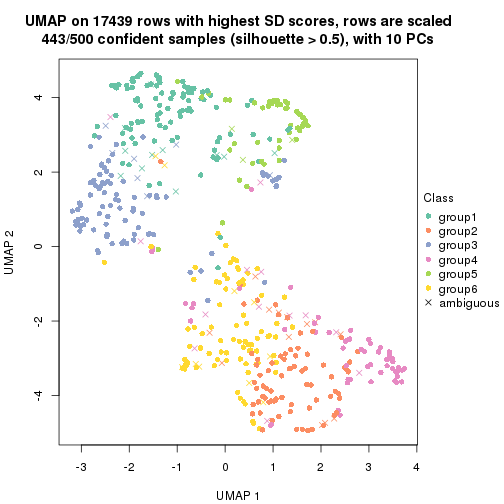 UMAP on 17439 rows with highest SD scores, rows are scaled
443/500 confident samples (silhouette > 0.5), with 10 PCs
4
2
0
-2
-4
UMAP 2
-3
-2
-1
0
1
2
3
4
UMAP 1
Class
group1
group2
group3
group4
group5
group6
ambiguous